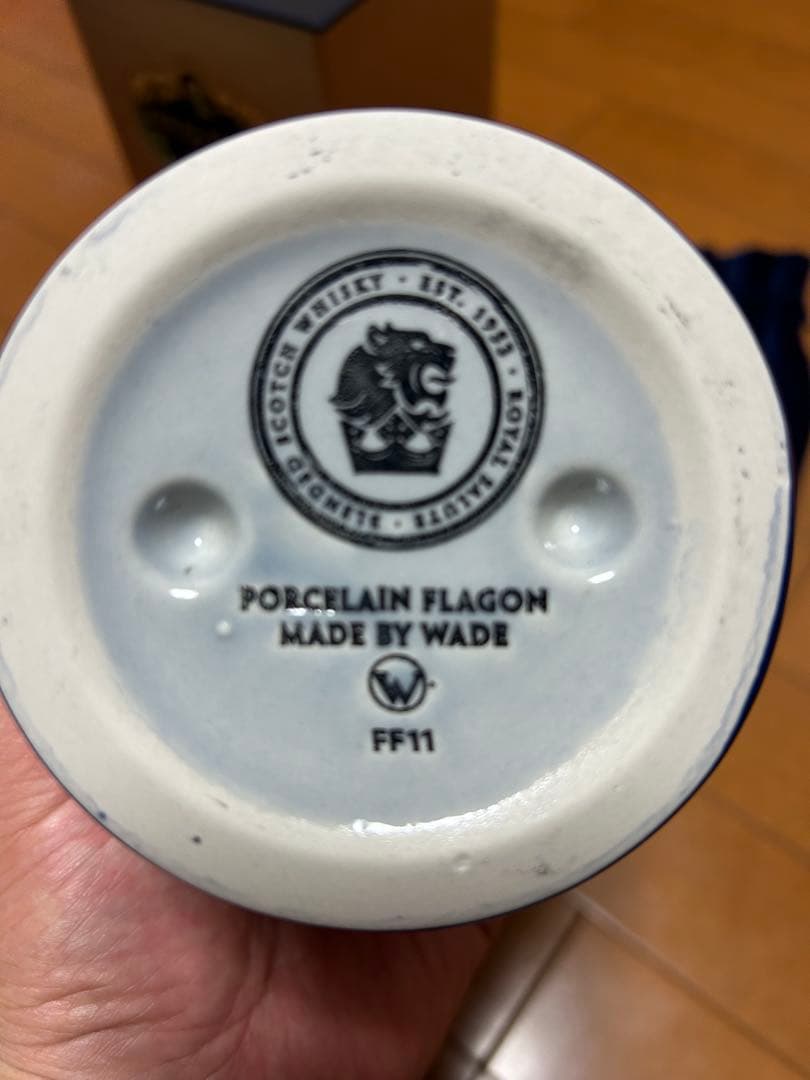 BLENDED SCOTCH WHISKY · EST. 1953 · ROYAL SALUTE ·
PORCELAIN FLAGON
MADE BY WADE
W
FF11